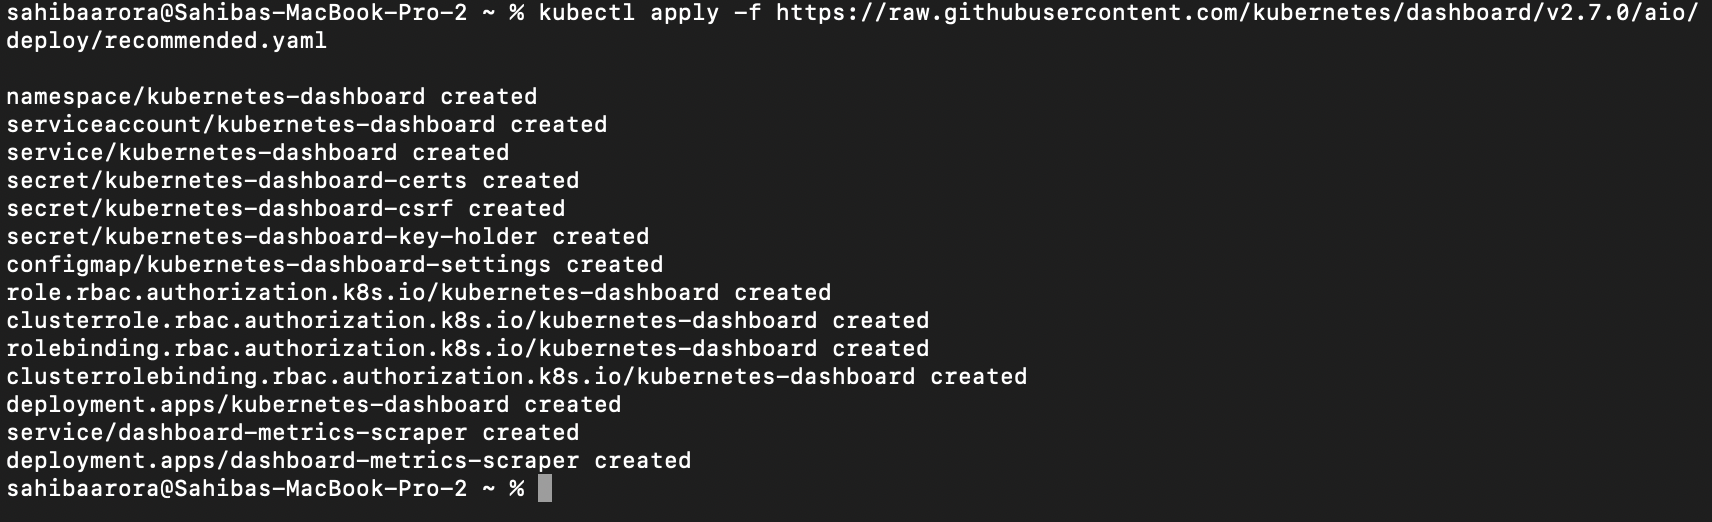 sahibaarora@Sahibas-MacBook-Pro-2 ~ % kubectl apply -f https://raw.githubusercontent.com/kubernetes/dashboard/v2.7.0/aio/
deploy/recommended.yaml
namespace/kubernetes-dashboard created
serviceaccount/kubernetes-dashboard created
service/kubernetes-dashboard created
secret/kubernetes-dashboard-certs created
secret/kubernetes-dashboard-csrf created
secret/kubernetes-dashboard-key-holder created
configmap/kubernetes-dashboard-settings created
role.rbac.authorization.k8s.io/kubernetes-dashboard created
clusterrole.rbac.authorization.k8s.io/kubernetes-dashboard created
rolebinding.rbac.authorization.k8s.io/kubernetes-dashboard created
clusterrolebinding.rbac.authorization.k8s.io/kubernetes-dashboard created
deployment.apps/kubernetes-dashboard created
service/dashboard-metrics-scraper created
deployment.apps/dashboard-metrics-scraper created
sahibaarora@Sahibas-MacBook-Pro-2 ~ %